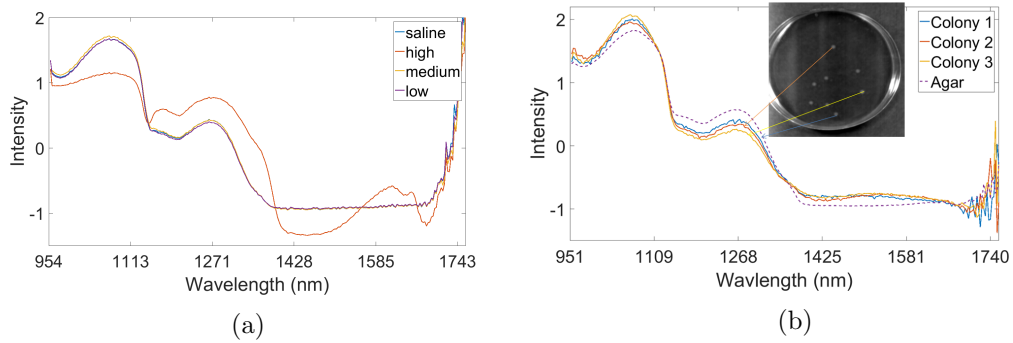 2
1
0
-1
Intensity
954
1113
1271
1428
1585
1743
Wavelength (nm)
saline
high
medium
low
(a)
2
1
0
-1
Intensity
951
1109
1268
1425
1581
1740
Wavelength (nm)
Colony 1
Colony 2
Colony 3
Agar
(b)